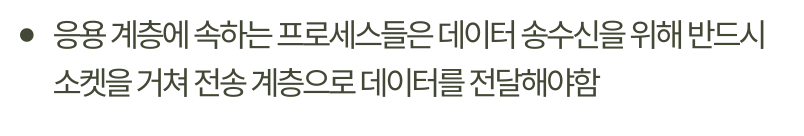 • 응용 계층에 속하는 프로세스들은 데이터 송수신을 위해 반드시
소켓을 거쳐 전송 계층으로 데이터를 전달해야함